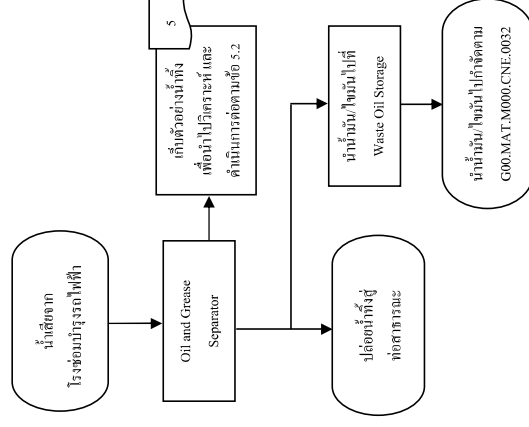 น้ำเสียจาก
โรงซ่อมบำรุงรถไฟฟ้า
Oil and Grease
Separator
5
เก็บตัวอย่างน้ำทิ้ง
เพื่อนำไปวิเคราะห์ และ
ดำเนินการต่อตามข้อ 5.2
ปล่อยน้ำทิ้งสู่
ท่อสาธารณะ
นำน้ำมัน/ไขมันไปที่
Waste Oil Storage
นำน้ำมัน/ไขมันไปกำจัดตาม
G00.MAT.M000.CNE.0032